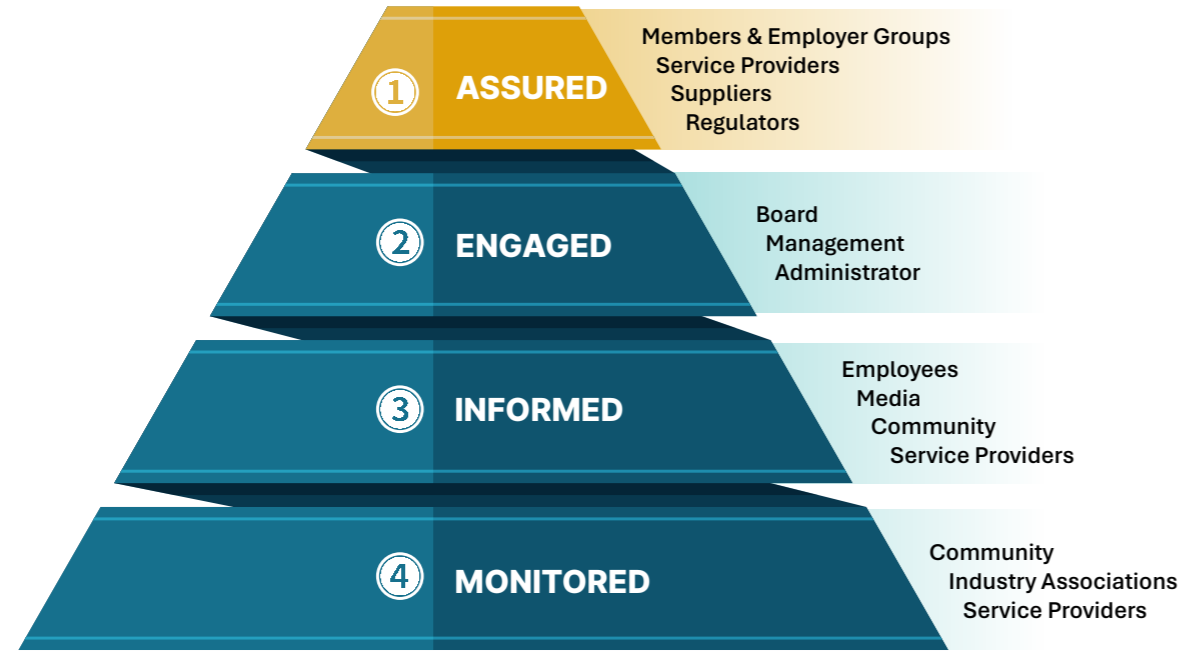 1
ASSURED
Members & Employer Groups
Service Providers
Suppliers
Regulators
2
ENGAGED
Board
Management
Administrator
3
INFORMED
Employees
Media
Community
Service Providers
4
MONITORED
Community
Industry Associations
Service Providers